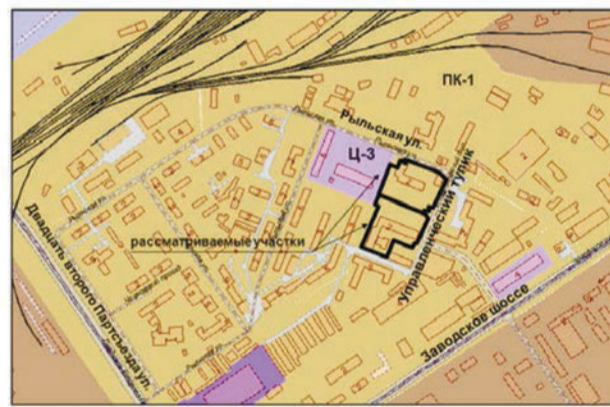 ПК-1
Рыльская ул.
Ц-3
Управленческий тупик
рассматриваемые участки
Двадцать второго Партсъезда ул.
Заводское шоссе